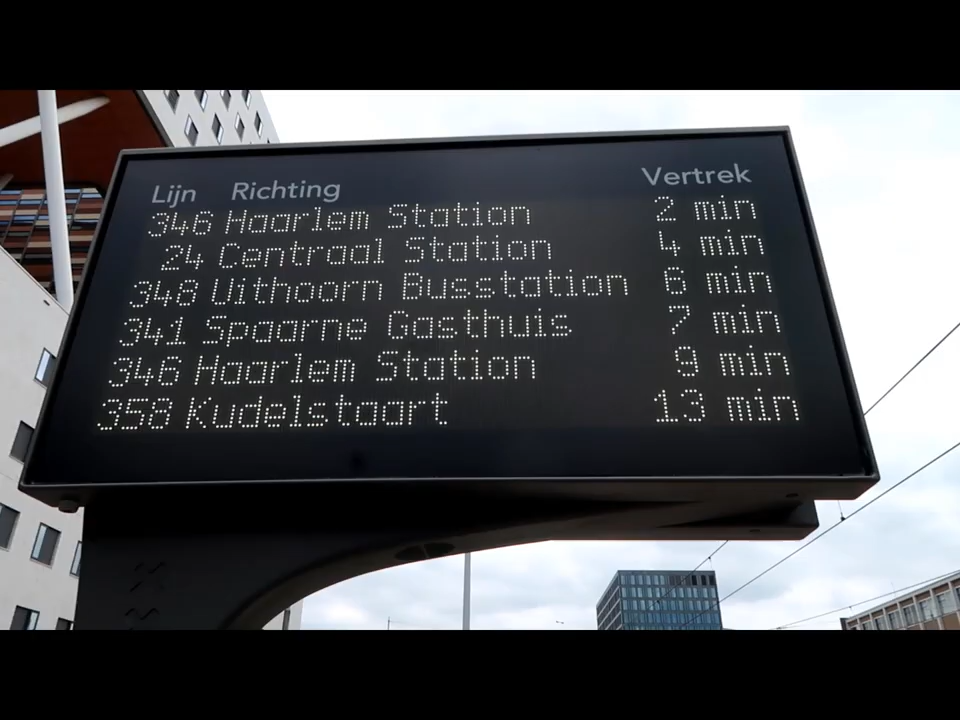 Lijn Richting Vertrek
346 Haarlem Station 2 min
24 Centraal Station 4 min
348 Uithoorn Busstation 6 min
341 Spaarne Gasthuis 7 min
346 Haarlem Station 9 min
358 Kudelstaart 13 min